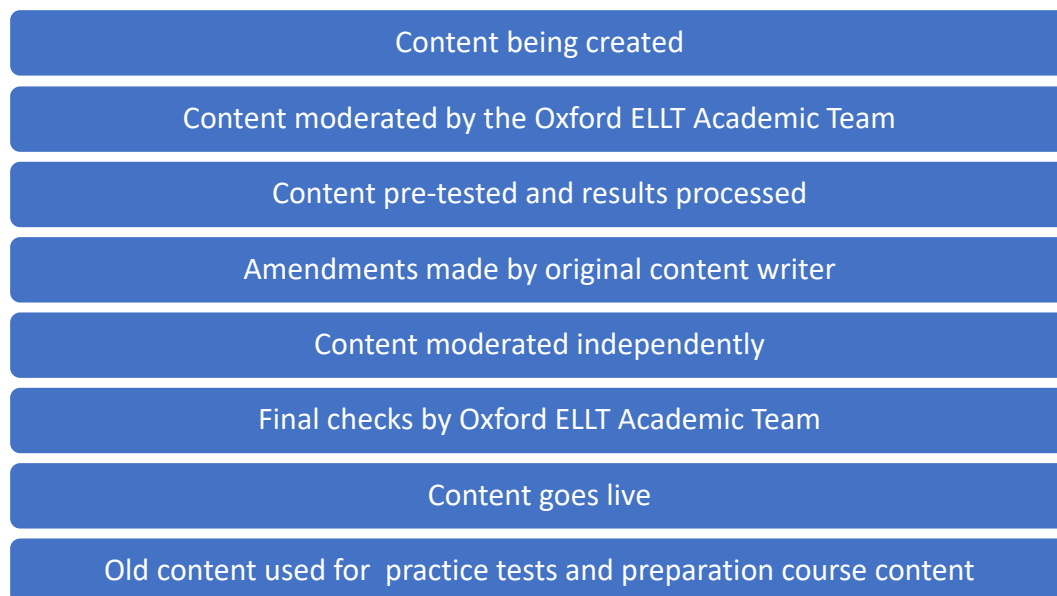 Content being created
Content moderated by the Oxford ELLT Academic Team
Content pre-tested and results processed
Amendments made by original content writer
Content moderated independently
Final checks by Oxford ELLT Academic Team
Content goes live
Old content used for  practice tests and preparation course content